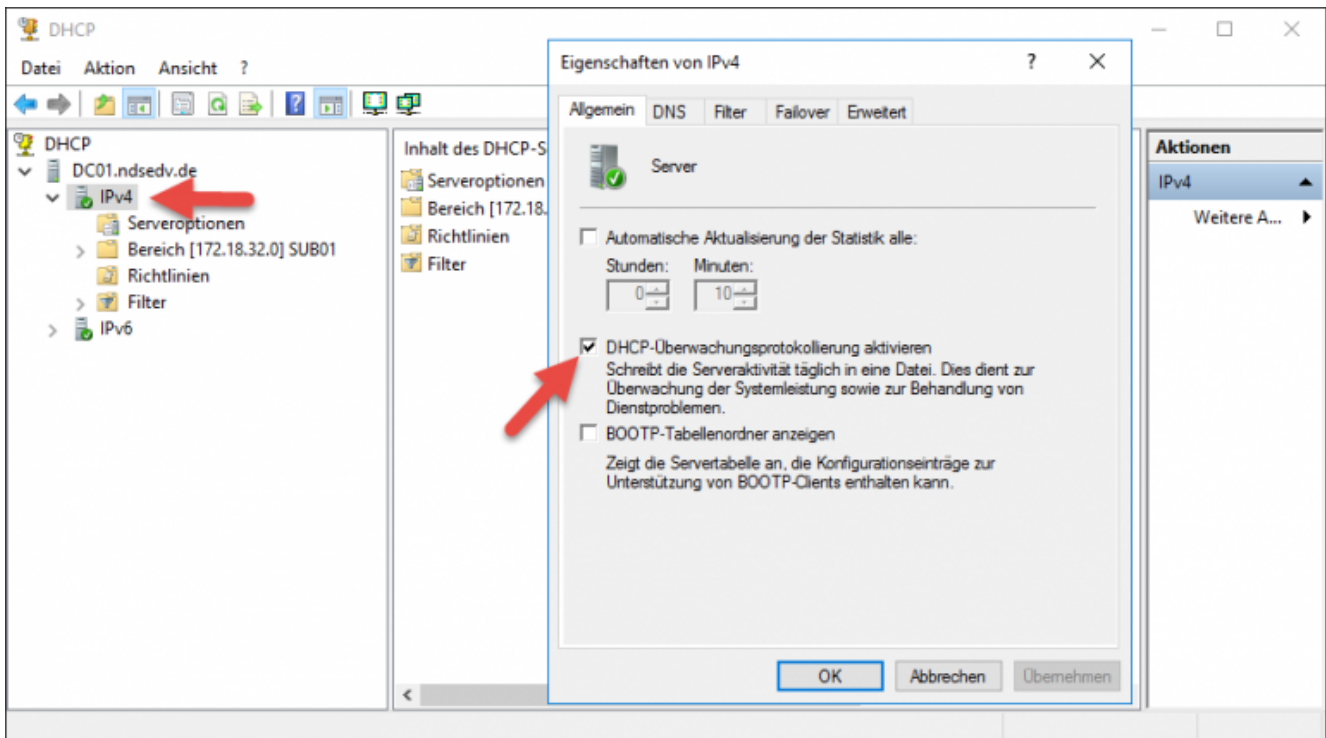 DHCP
Datei Aktion Ansicht ?
DHCP
DC01.ndsedv.de
IPv4
Serveroptionen
Bereich [172.18.32.0] SUB01
Richtlinien
Filter
IPv6
Inhalt des DHCP-S
Serveroptionen
Bereich [172.18.
Richtlinien
Filter
Eigenschaften von IPv4 ?
Allgemein DNS Filter Failover Erweitert
Server
Automatische Aktualisierung der Statistik alle:
Stunden: Minuten:
0 10
DHCP-Überwachungsprotokollierung aktivieren
Schreibt die Serveraktivität täglich in eine Datei. Dies dient zur
Überwachung der Systemleistung sowie zur Behandlung von
Dienstproblemen.
BOOTP-Tabellenordner anzeigen
Zeigt die Servertabelle an, die Konfigurationseinträge zur
Unterstützung von BOOTP-Clients enthalten kann.
OK Abbrechen Übernehmen
Aktionen
IPv4
Weitere A...